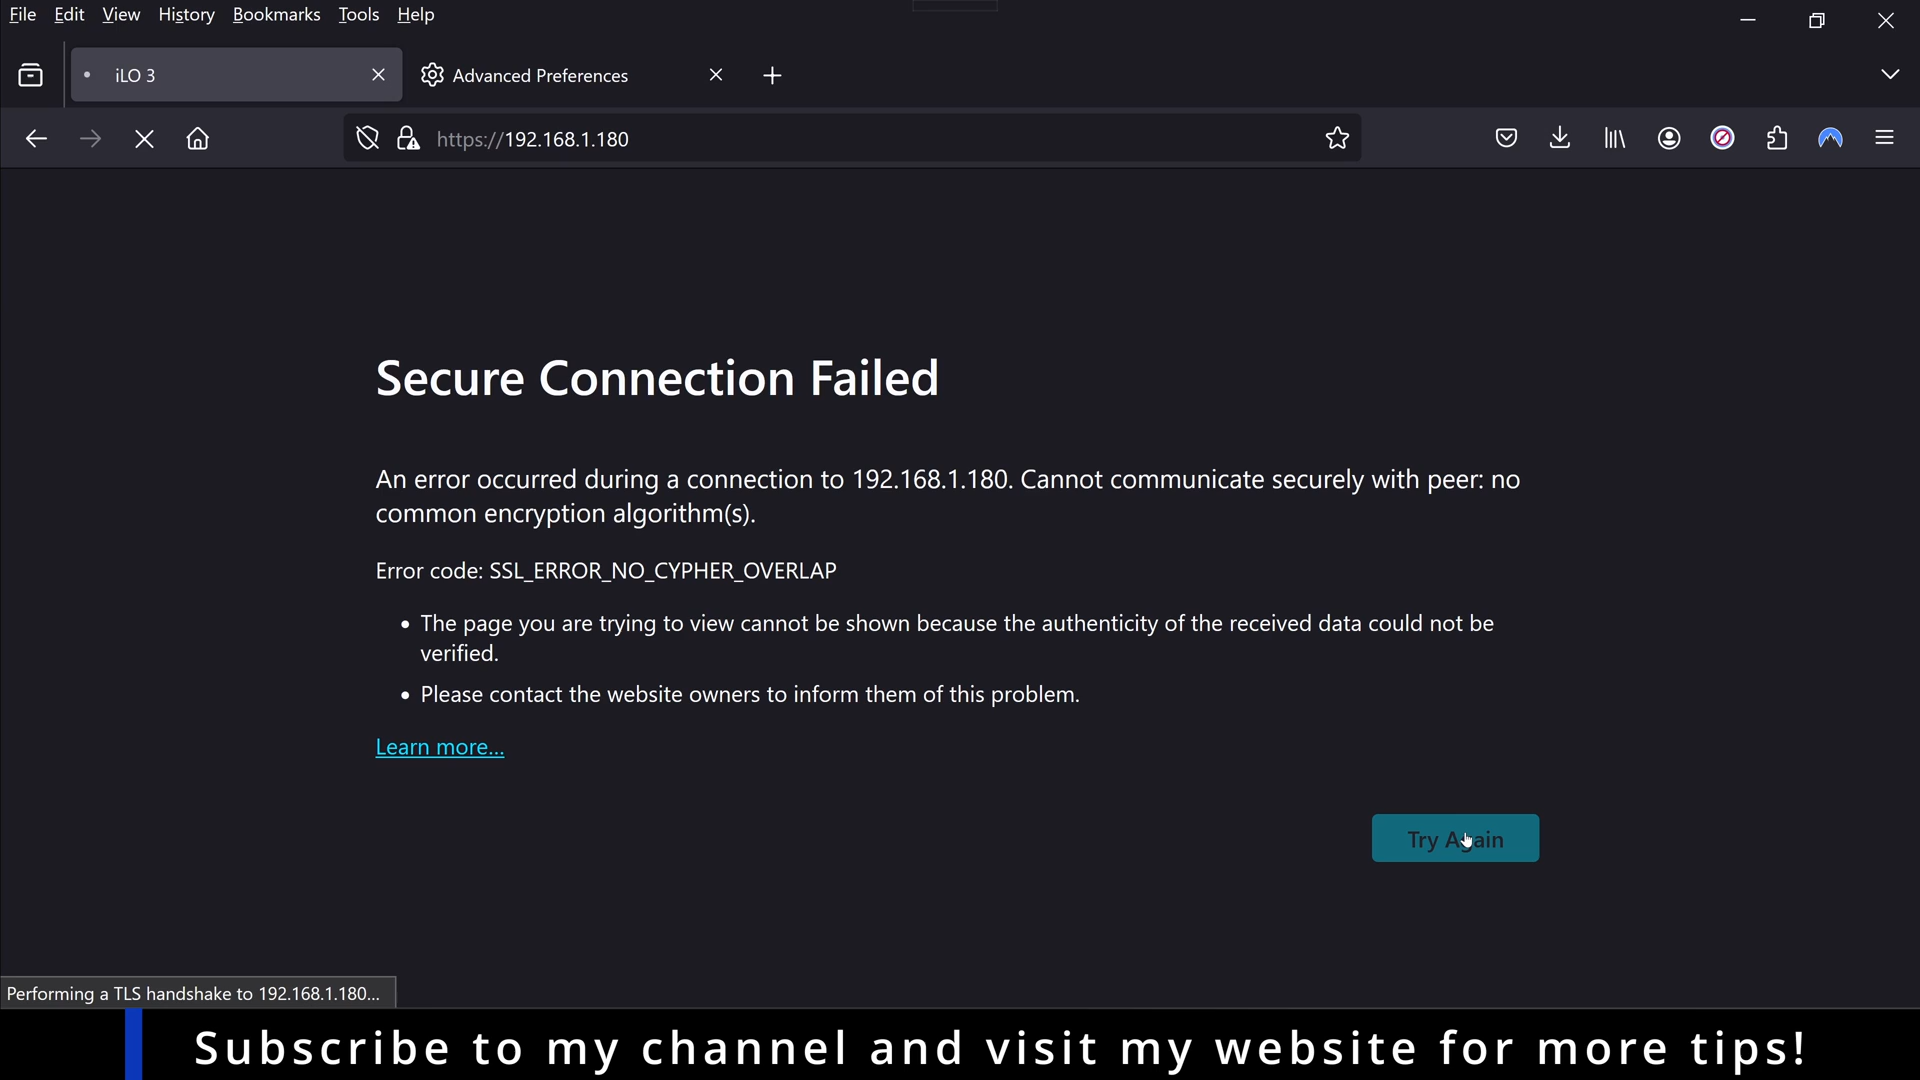 File Edit View History Bookmarks Tools Help
iLO 3
Advanced Preferences
https://192.168.1.180
Secure Connection Failed
An error occurred during a connection to 192.168.1.180. Cannot communicate securely with peer: no
common encryption algorithm(s).
Error code: SSL_ERROR_NO_CYPHER_OVERLAP
• The page you are trying to view cannot be shown because the authenticity of the received data could not be
verified.
• Please contact the website owners to inform them of this problem.
Learn more...
Try Again
Performing a TLS handshake to 192.168.1.180...
Subscribe to my channel and visit my website for more tips!